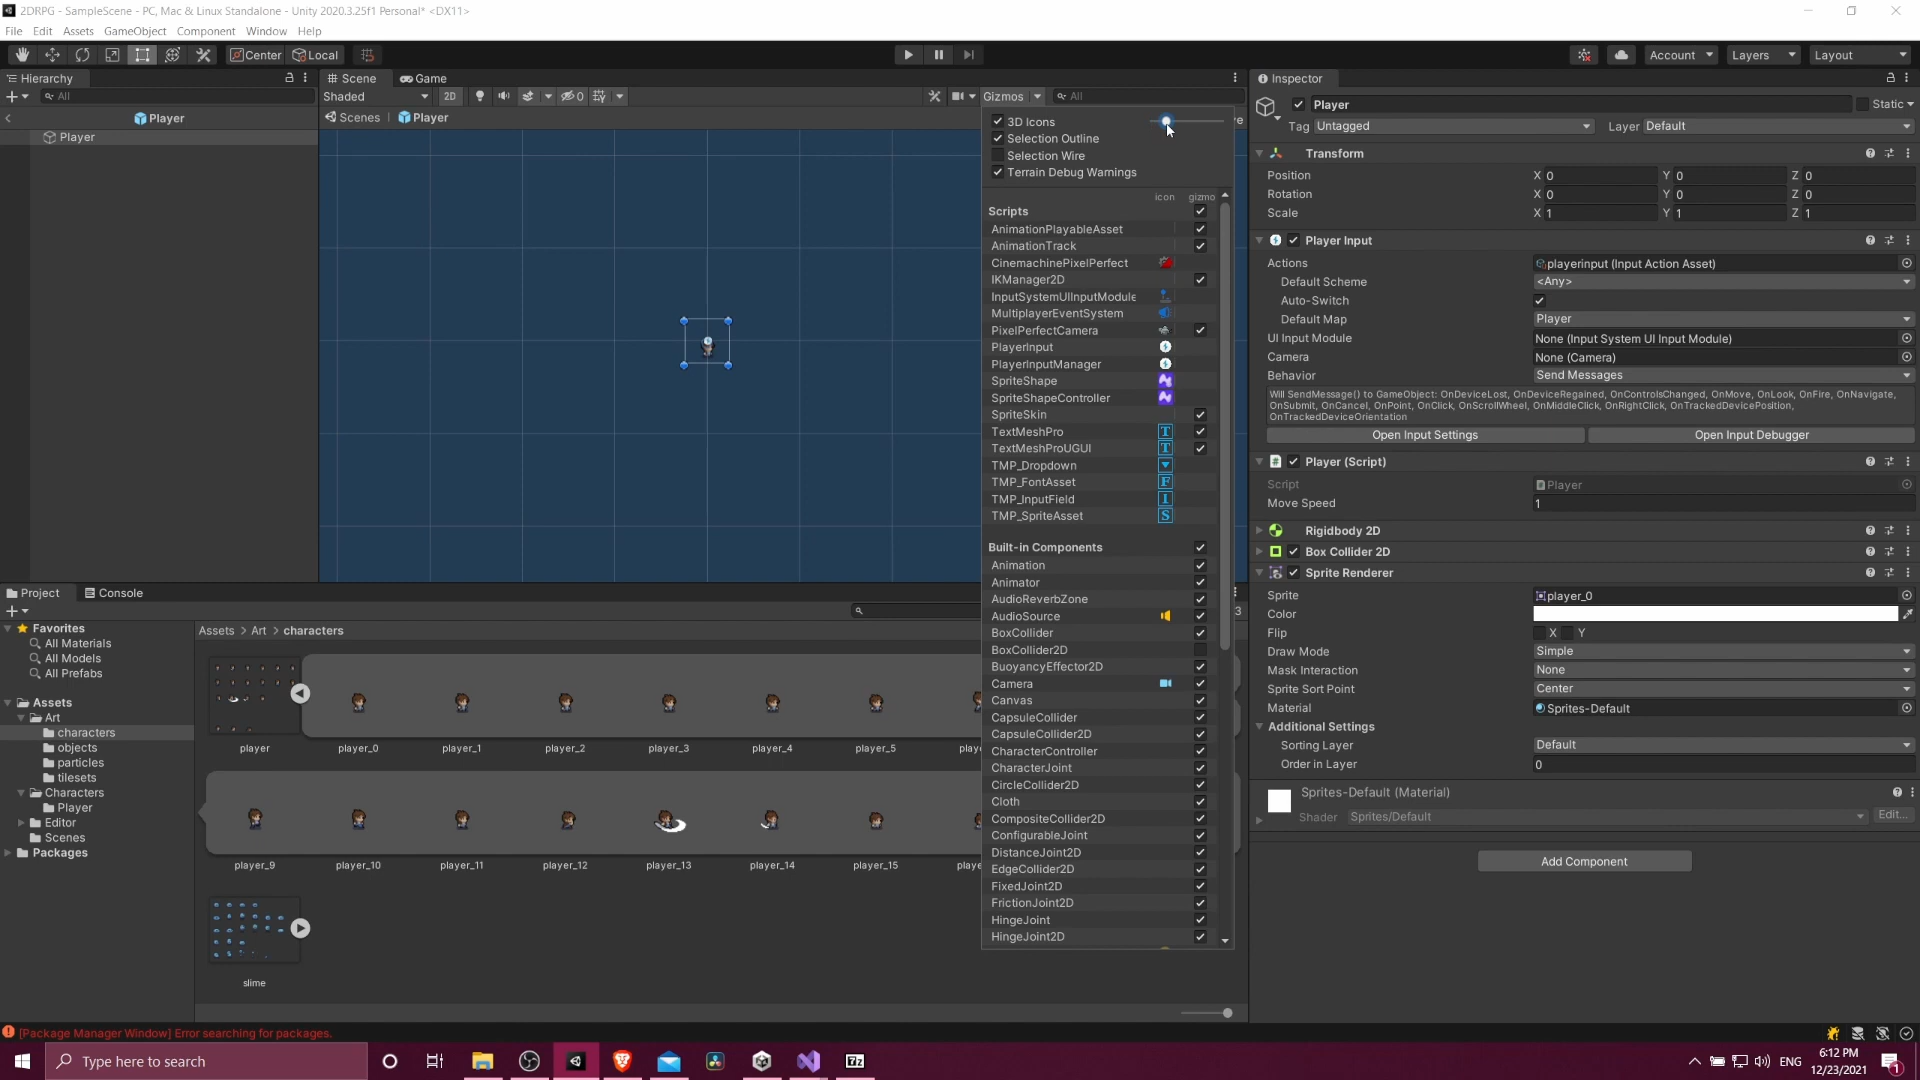 2DRPG - SampleScene - PC, Mac & Linux Standalone - Unity 2020.3.25f1 Personal* <DX11>
File Edit Assets GameObject Component Window Help
Center Local Account Layers Layout
Hierarchy
All
Player
Player
Scene Game
Shaded 2D 0 Gizmos All
Scenes Player
3D Icons
Selection Outline
Selection Wire
Terrain Debug Warnings
icon gizmo
Scripts
AnimationPlayableAsset
AnimationTrack
CinemachinePixelPerfect
IKManager2D
InputSystemUIInputModule
MultiplayerEventSystem
PixelPerfectCamera
PlayerInput
PlayerInputManager
SpriteShape
SpriteShapeController
SpriteSkin
TextMeshPro
TextMeshProUGUI
TMP_Dropdown
TMP_FontAsset
TMP_InputField
TMP_SpriteAsset
Built-in Components
Animation
Animator
AudioReverbZone
AudioSource
BoxCollider
BoxCollider2D
BuoyancyEffector2D
Camera
Canvas
CapsuleCollider
CapsuleCollider2D
CharacterController
CharacterJoint
CircleCollider2D
Cloth
CompositeCollider2D
ConfigurableJoint
DistanceJoint2D
EdgeCollider2D
FixedJoint2D
FrictionJoint2D
HingeJoint
HingeJoint2D
Inspector
Player Static
Tag Untagged Layer Default
Transform
Position X 0 Y 0 Z 0
Rotation X 0 Y 0 Z 0
Scale X 1 Y 1 Z 1
Player Input
Actions playerinput (Input Action Asset)
Default Scheme <Any>
Auto-Switch
Default Map Player
UI Input Module None (Input System UI Input Module)
Camera None (Camera)
Behavior Send Messages
Will SendMessage() to GameObject: OnDeviceLost, OnDeviceRegained, OnControlsChanged, OnMove, OnLook, OnFire, OnNavigate,
OnSubmit, OnCancel, OnPoint, OnClick, OnScrollWheel, OnMiddleClick, OnRightClick, OnTrackedDevicePosition,
OnTrackedDeviceOrientation
Open Input Settings Open Input Debugger
Player (Script)
Script Player
Move Speed 1
Rigidbody 2D
Box Collider 2D
Sprite Renderer
Sprite player_0
Color
Flip X Y
Draw Mode Simple
Mask Interaction None
Sprite Sort Point Center
Material Sprites-Default
Additional Settings
Sorting Layer Default
Order in Layer 0
Sprites-Default (Material)
Shader Sprites/Default Edit...
Add Component
Project Console
Favorites
All Materials
All Models
All Prefabs
Assets
Art
characters
objects
particles
tilesets
Characters
Player
Editor
Scenes
Packages
Assets > Art > characters
player player_0 player_1 player_2 player_3 player_4 player_5 playe
player_9 player_10 player_11 player_12 player_13 player_14 player_15 playe
slime
[Package Manager Window] Error searching for packages.
Type here to search
ENG
6:12 PM
12/23/2021